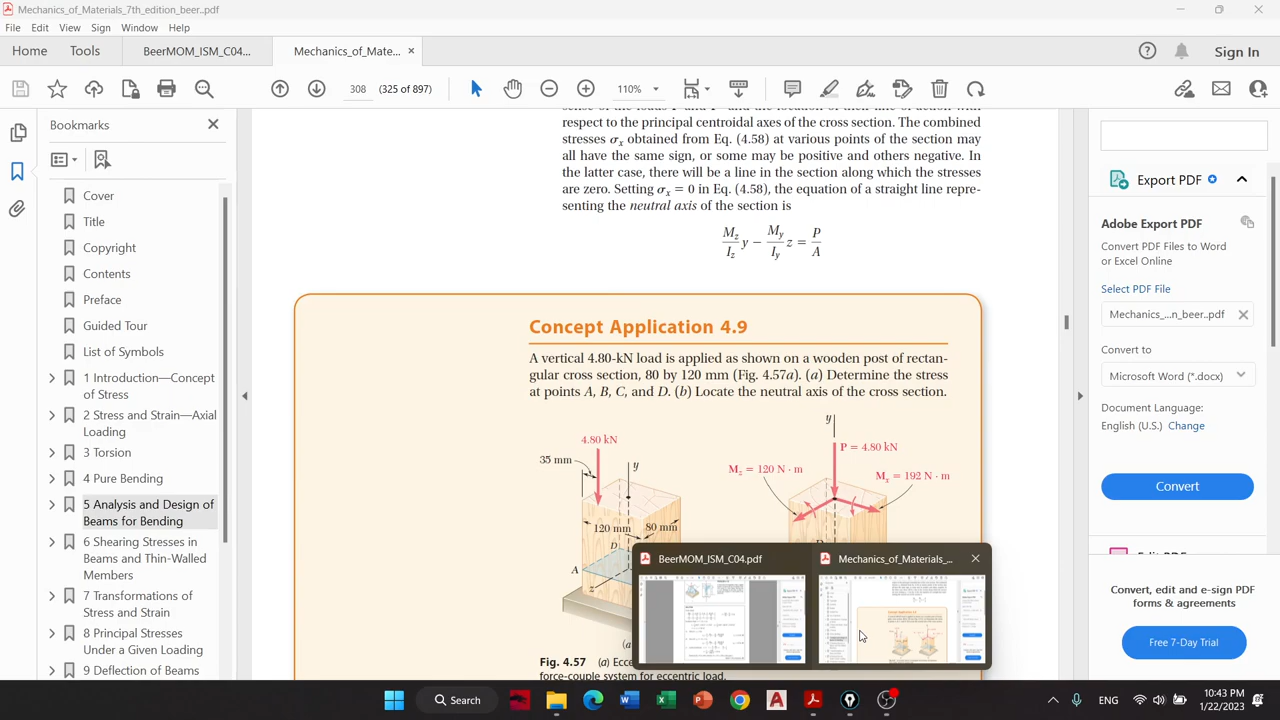 Mechanics_of_Materials_7th_edition_beer..pdf
File Edit View Sign Window Help
Home Tools BeerMOM_ISM_C04... Mechanics_of_Mate... ×
Sign In
308 (325 of 897) 110%
Bookmarks
Cover
Title
Copyright
Contents
Preface
Guided Tour
List of Symbols
1 Introduction—Concept
of Stress
2 Stress and Strain—Axial
Loading
3 Torsion
4 Pure Bending
5 Analysis and Design of
Beams for Bending
6 Shearing Stresses in
Beams and Thin-Walled
Members
7 Transformations of
Stress and Strain
8 Principal Stresses
Under a Given Loading
9 Deflection of Beams
respect to the principal centroidal axes of the cross section. The combined
stresses σx obtained from Eq. (4.58) at various points of the section may
all have the same sign, or some may be positive and others negative. In
the latter case, there will be a line in the section along which the stresses
are zero. Setting σx = 0 in Eq. (4.58), the equation of a straight line repre-
senting the neutral axis of the section is
Mz/Iz y − My/Iy z = P/A
Concept Application 4.9
A vertical 4.80-kN load is applied as shown on a wooden post of rectan-
gular cross section, 80 by 120 mm (Fig. 4.57a). (a) Determine the stress
at points A, B, C, and D. (b) Locate the neutral axis of the cross section.
4.80 kN
35 mm
y
120 mm
80 mm
D
A
z
y
P = 4.80 kN
Mz = 120 N · m
Mx = 192 N · m
Fig. 4.57 (a) Ecce
force-couple system for eccentric load.
BeerMOM_ISM_C04.pdf
Mechanics_of_Materials_...
Export PDF
Adobe Export PDF
Convert PDF Files to Word
or Excel Online
Select PDF File
Mechanics_...n_beer..pdf
Convert to
Microsoft Word (*.docx)
Document Language:
English (U.S.) Change
Convert
Convert, edit and e-sign PDF
forms & agreements
Free 7-Day Trial
Search
ENG
10:43 PM
1/22/2023